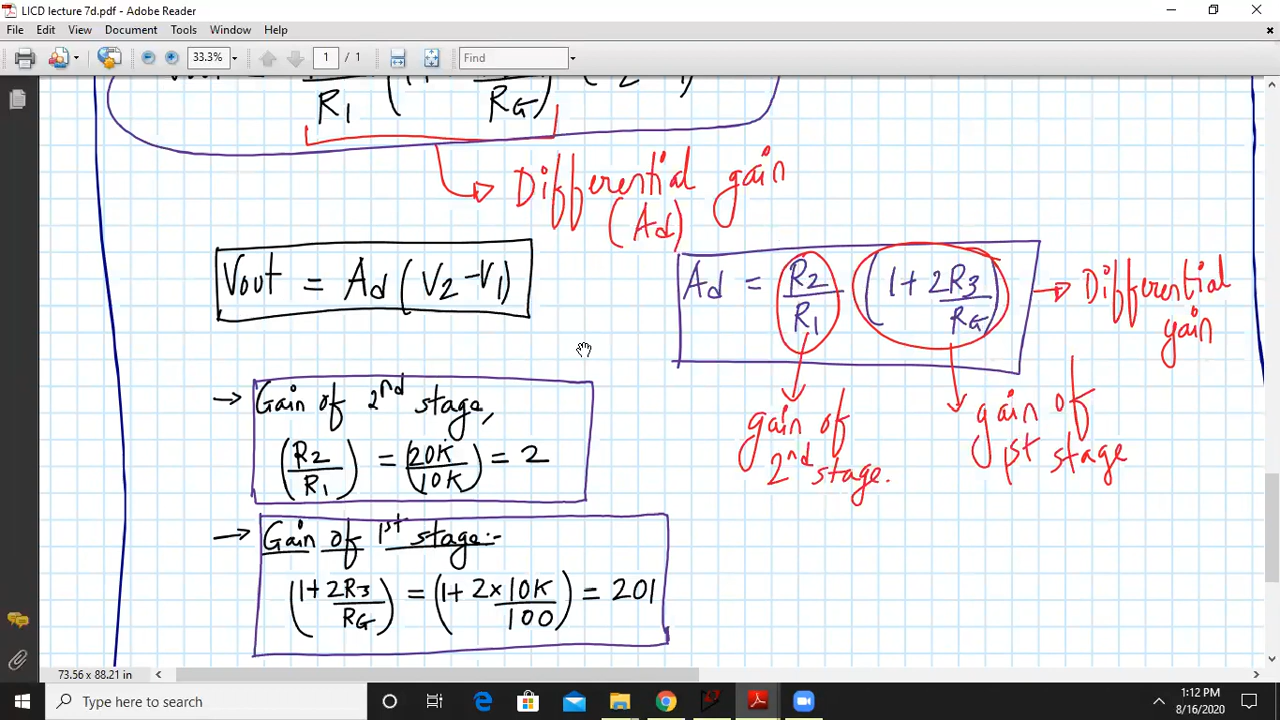 LICD lecture 7d.pdf - Adobe Reader
File Edit View Document Tools Window Help
33.3% 1 / 1 Find
R1 RG
Differential gain
(Ad)
Vout = Ad (V2-V1)
Ad = R2/R1 (1+2R3/RG) → Differential gain
gain of 2nd stage.
gain of 1st stage
→ Gain of 2nd stage,
(R2/R1) = (20K/10K) = 2
→ Gain of 1st stage:-
(1+2R3/RG) = (1+2×10K/100) = 201
73.56 x 88.21 in
Type here to search
1:12 PM
8/16/2020